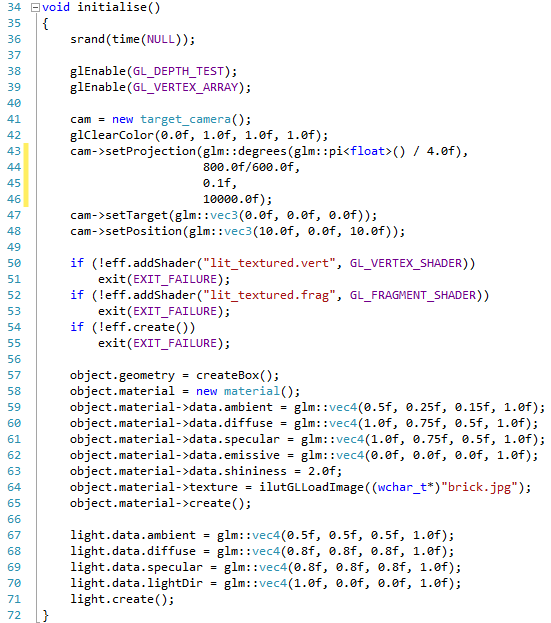 34 void initialise()
35 {
36 srand(time(NULL));
37
38 glEnable(GL_DEPTH_TEST);
39 glEnable(GL_VERTEX_ARRAY);
40
41 cam = new target_camera();
42 glClearColor(0.0f, 1.0f, 1.0f, 1.0f);
43 cam->setProjection(glm::degrees(glm::pi<float>() / 4.0f),
44 800.0f/600.0f,
45 0.1f,
46 10000.0f);
47 cam->setTarget(glm::vec3(0.0f, 0.0f, 0.0f));
48 cam->setPosition(glm::vec3(10.0f, 0.0f, 10.0f));
49
50 if (!eff.addShader("lit_textured.vert", GL_VERTEX_SHADER))
51 exit(EXIT_FAILURE);
52 if (!eff.addShader("lit_textured.frag", GL_FRAGMENT_SHADER))
53 exit(EXIT_FAILURE);
54 if (!eff.create())
55 exit(EXIT_FAILURE);
56
57 object.geometry = createBox();
58 object.material = new material();
59 object.material->data.ambient = glm::vec4(0.5f, 0.25f, 0.15f, 1.0f);
60 object.material->data.diffuse = glm::vec4(1.0f, 0.75f, 0.5f, 1.0f);
61 object.material->data.specular = glm::vec4(1.0f, 0.75f, 0.5f, 1.0f);
62 object.material->data.emissive = glm::vec4(0.0f, 0.0f, 0.0f, 1.0f);
63 object.material->data.shininess = 2.0f;
64 object.material->texture = ilutGLLoadImage((wchar_t*)"brick.jpg");
65 object.material->create();
66
67 light.data.ambient = glm::vec4(0.5f, 0.5f, 0.5f, 1.0f);
68 light.data.diffuse = glm::vec4(0.8f, 0.8f, 0.8f, 1.0f);
69 light.data.specular = glm::vec4(0.8f, 0.8f, 0.8f, 1.0f);
70 light.data.lightDir = glm::vec4(1.0f, 0.0f, 0.0f, 1.0f);
71 light.create();
72 }